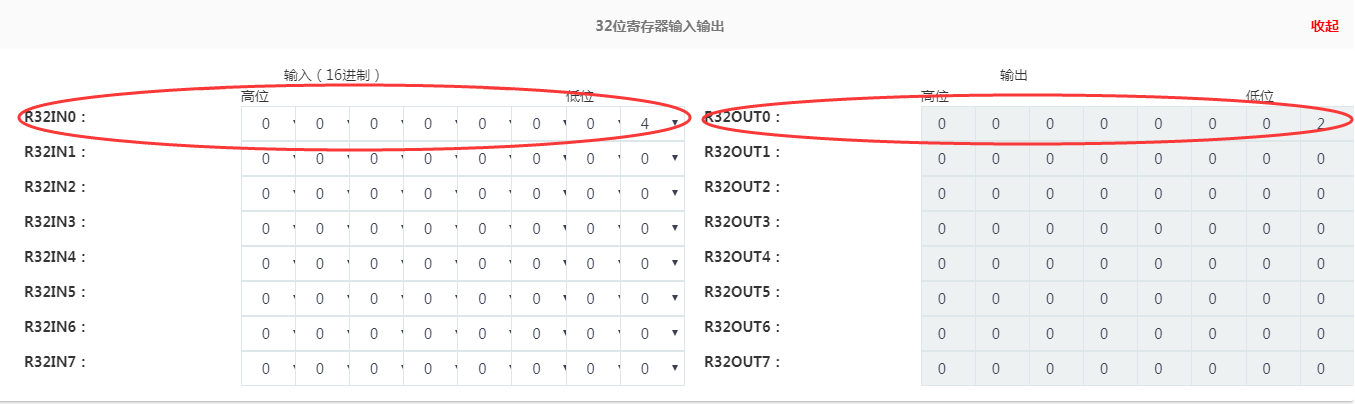 32位寄存器输入输出 收起
输入（16进制） 输出
高位 低位 高位 低位
R32IN0： 0 0 0 0 0 0 0 4 R32OUT0： 0 0 0 0 0 0 0 2
R32IN1： 0 0 0 0 0 0 0 0 R32OUT1： 0 0 0 0 0 0 0 0
R32IN2： 0 0 0 0 0 0 0 0 R32OUT2： 0 0 0 0 0 0 0 0
R32IN3： 0 0 0 0 0 0 0 0 R32OUT3： 0 0 0 0 0 0 0 0
R32IN4： 0 0 0 0 0 0 0 0 R32OUT4： 0 0 0 0 0 0 0 0
R32IN5： 0 0 0 0 0 0 0 0 R32OUT5： 0 0 0 0 0 0 0 0
R32IN6： 0 0 0 0 0 0 0 0 R32OUT6： 0 0 0 0 0 0 0 0
R32IN7： 0 0 0 0 0 0 0 0 R32OUT7： 0 0 0 0 0 0 0 0